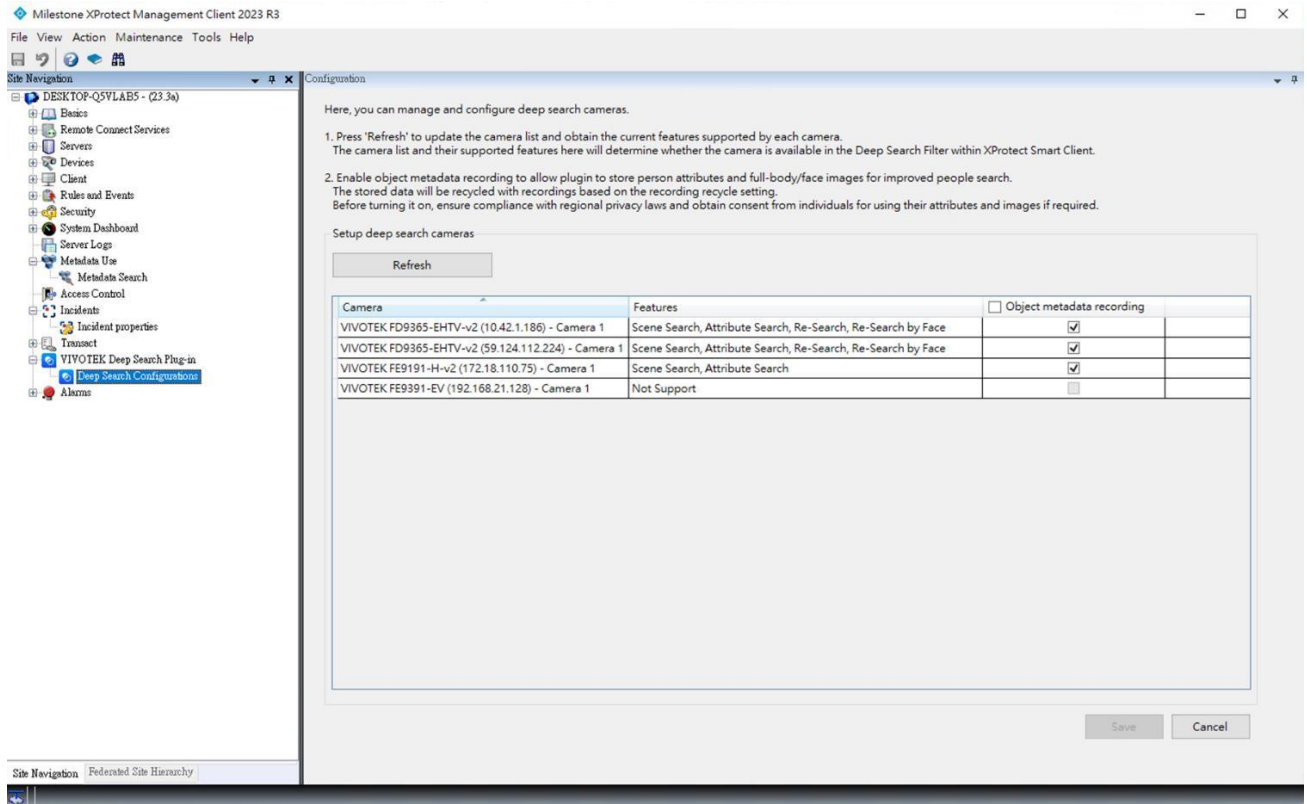 Milestone XProtect Management Client 2023 R3
File View Action Maintenance Tools Help
Site Navigation
DESKTOP-Q5VLAB5 - (23.3a)
Basics
Remote Connect Services
Servers
Devices
Client
Rules and Events
Security
System Dashboard
Server Logs
Metadata Use
Metadata Search
Access Control
Incidents
Incident properties
Transact
VIVOTEK Deep Search Plug-in
Deep Search Configurations
Alarms
Site Navigation Federated Site Hierarchy
Configuration
Here, you can manage and configure deep search cameras.
1. Press 'Refresh' to update the camera list and obtain the current features supported by each camera.
The camera list and their supported features here will determine whether the camera is available in the Deep Search Filter within XProtect Smart Client.
2. Enable object metadata recording to allow plugin to store person attributes and full-body/face images for improved people search.
The stored data will be recycled with recordings based on the recording recycle setting.
Before turning it on, ensure compliance with regional privacy laws and obtain consent from individuals for using their attributes and images if required.
Setup deep search cameras
Refresh
Camera Features Object metadata recording
VIVOTEK FD9365-EHTV-v2 (10.42.1.186) - Camera 1 Scene Search, Attribute Search, Re-Search, Re-Search by Face
VIVOTEK FD9365-EHTV-v2 (59.124.112.224) - Camera 1 Scene Search, Attribute Search, Re-Search, Re-Search by Face
VIVOTEK FE9191-H-v2 (172.18.110.75) - Camera 1 Scene Search, Attribute Search
VIVOTEK FE9391-EV (192.168.21.128) - Camera 1 Not Support
Save Cancel